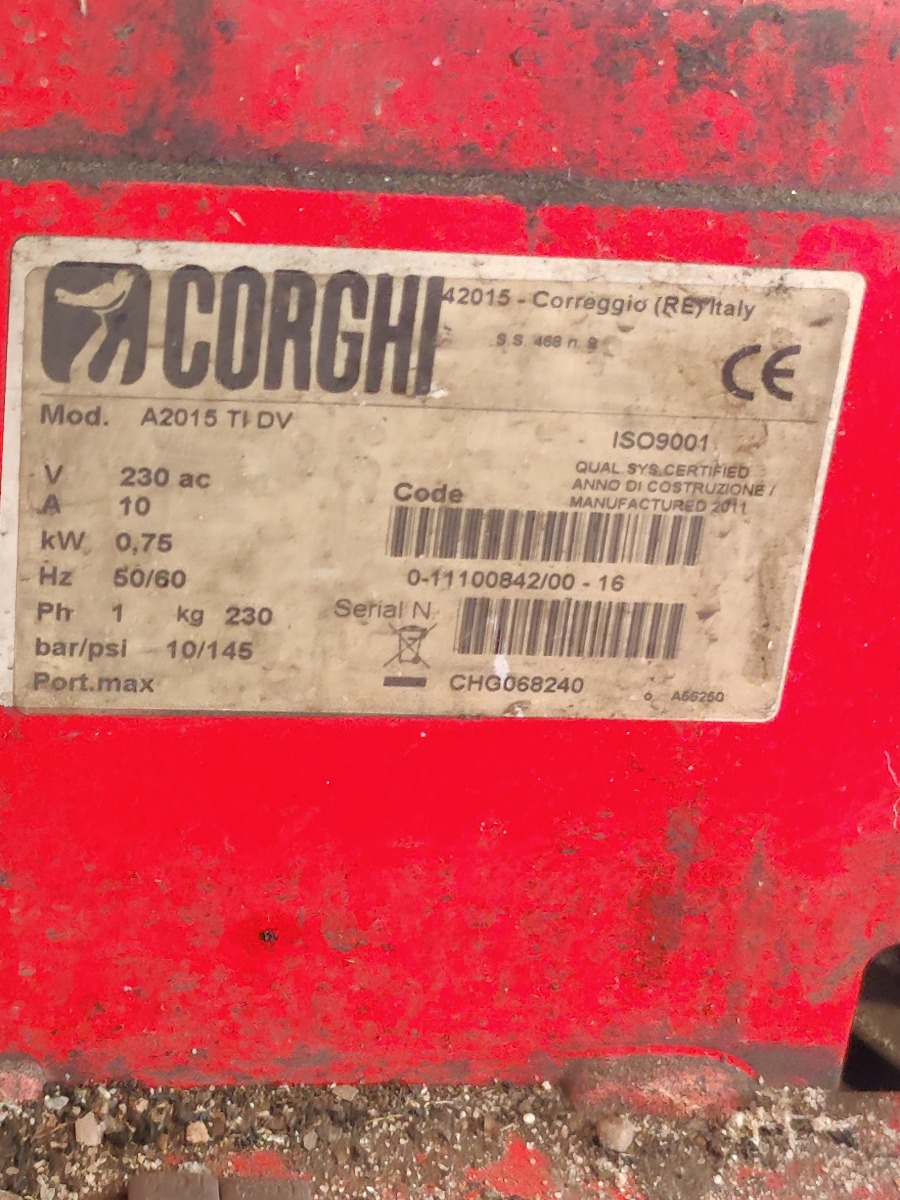 CORGHI 42015 - Correggio (RE) Italy
S.S. 468 n. 9
CE
Mod. A2015 TI DV
ISO9001
QUAL.SYS.CERTIFIED
ANNO DI COSTRUZIONE /
MANUFACTURED 2011
V 230 ac
A 10
kW 0,75
Hz 50/60
Ph 1 kg 230
bar/psi 10/145
Port.max
Code
0-11100842/00 - 16
Serial N
CHG068240